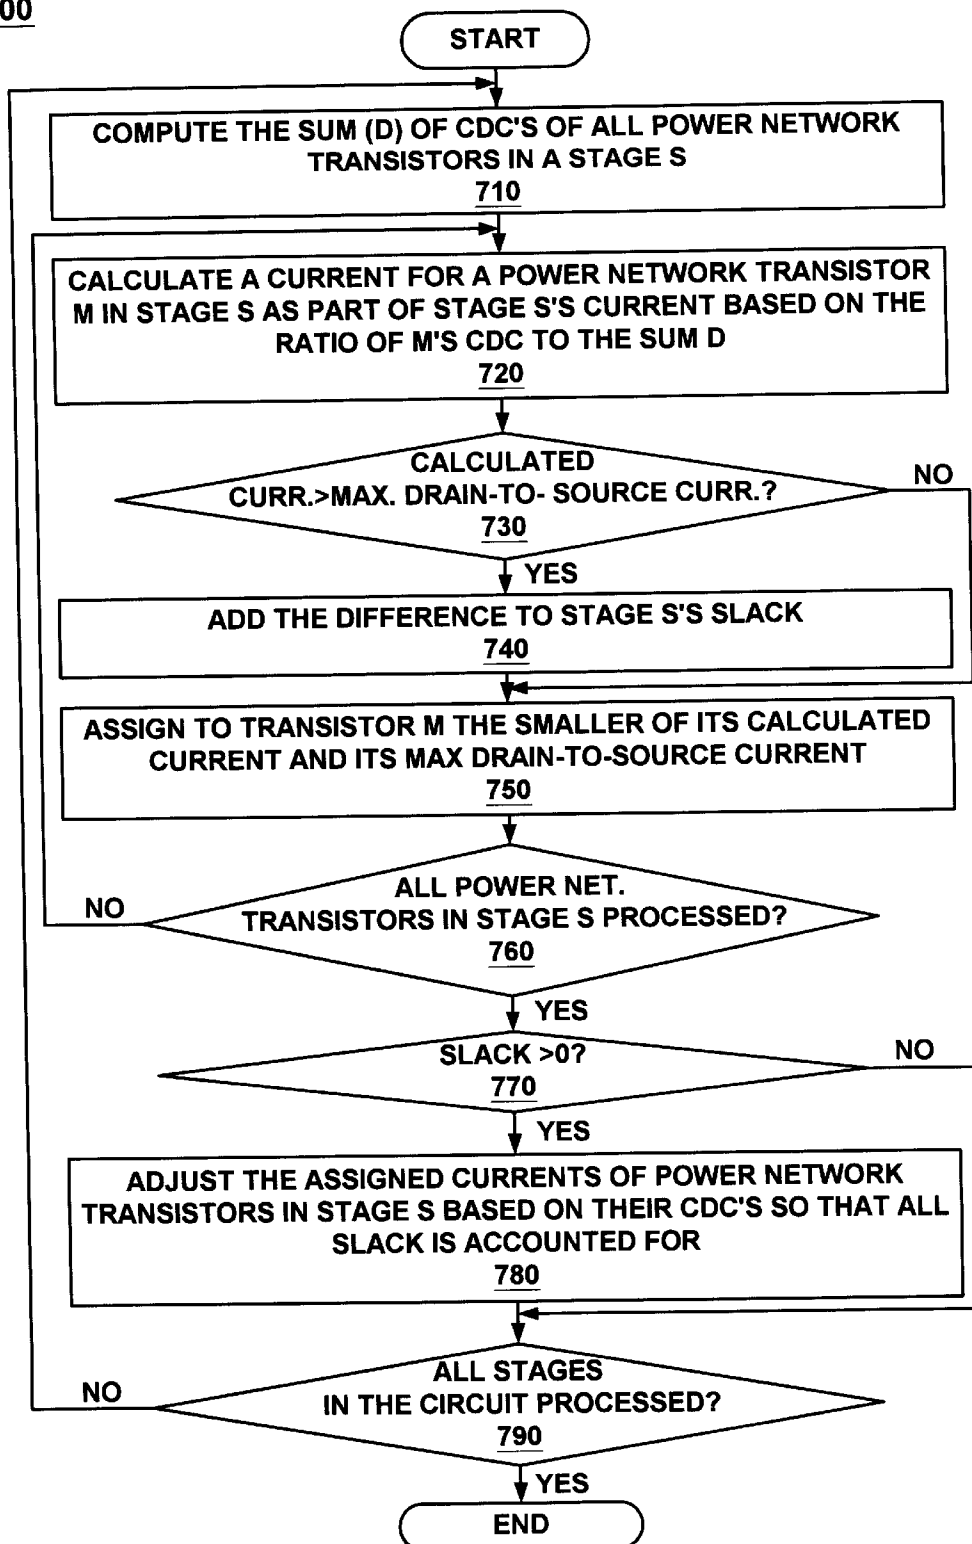 00
START
COMPUTE THE SUM (D) OF CDC'S OF ALL POWER NETWORK
TRANSISTORS IN A STAGE S
710
CALCULATE A CURRENT FOR A POWER NETWORK TRANSISTOR
M IN STAGE S AS PART OF STAGE S'S CURRENT BASED ON THE
RATIO OF M'S CDC TO THE SUM D
720
CALCULATED
CURR.>MAX. DRAIN-TO- SOURCE CURR.?
730
NO
YES
ADD THE DIFFERENCE TO STAGE S'S SLACK
740
ASSIGN TO TRANSISTOR M THE SMALLER OF ITS CALCULATED
CURRENT AND ITS MAX DRAIN-TO-SOURCE CURRENT
750
ALL POWER NET.
TRANSISTORS IN STAGE S PROCESSED?
760
NO
YES
SLACK >0?
770
NO
YES
ADJUST THE ASSIGNED CURRENTS OF POWER NETWORK
TRANSISTORS IN STAGE S BASED ON THEIR CDC'S SO THAT ALL
SLACK IS ACCOUNTED FOR
780
ALL STAGES
IN THE CIRCUIT PROCESSED?
790
NO
YES
END